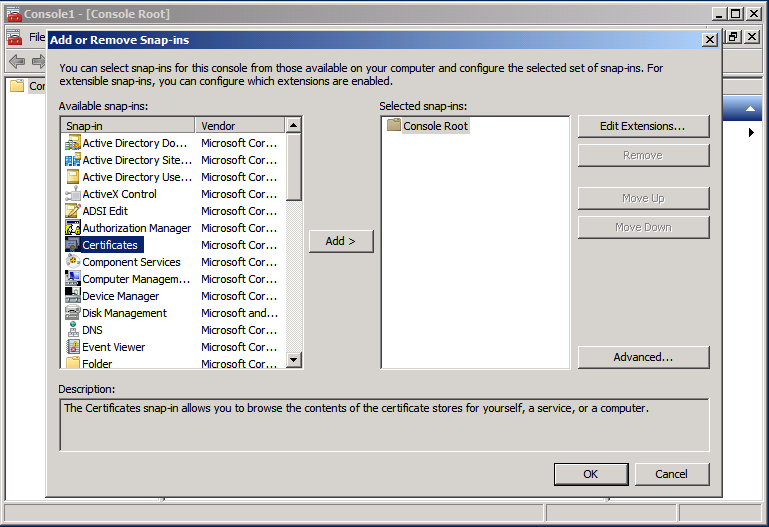 Console1 - [Console Root]
File
Add or Remove Snap-ins
You can select snap-ins for this console from those available on your computer and configure the selected set of snap-ins. For
extensible snap-ins, you can configure which extensions are enabled.
Available snap-ins:
Selected snap-ins:
Snap-in Vendor
Active Directory Do... Microsoft Cor...
Active Directory Site... Microsoft Cor...
Active Directory Use... Microsoft Cor...
ActiveX Control Microsoft Cor...
ADSI Edit Microsoft Cor...
Authorization Manager Microsoft Cor...
Certificates Microsoft Cor...
Component Services Microsoft Cor...
Computer Managem... Microsoft Cor...
Device Manager Microsoft Cor...
Disk Management Microsoft and...
DNS Microsoft Cor...
Event Viewer Microsoft Cor...
Folder Microsoft Cor...
Add >
Console Root
Edit Extensions...
Remove
Move Up
Move Down
Advanced...
Description:
The Certificates snap-in allows you to browse the contents of the certificate stores for yourself, a service, or a computer.
OK
Cancel